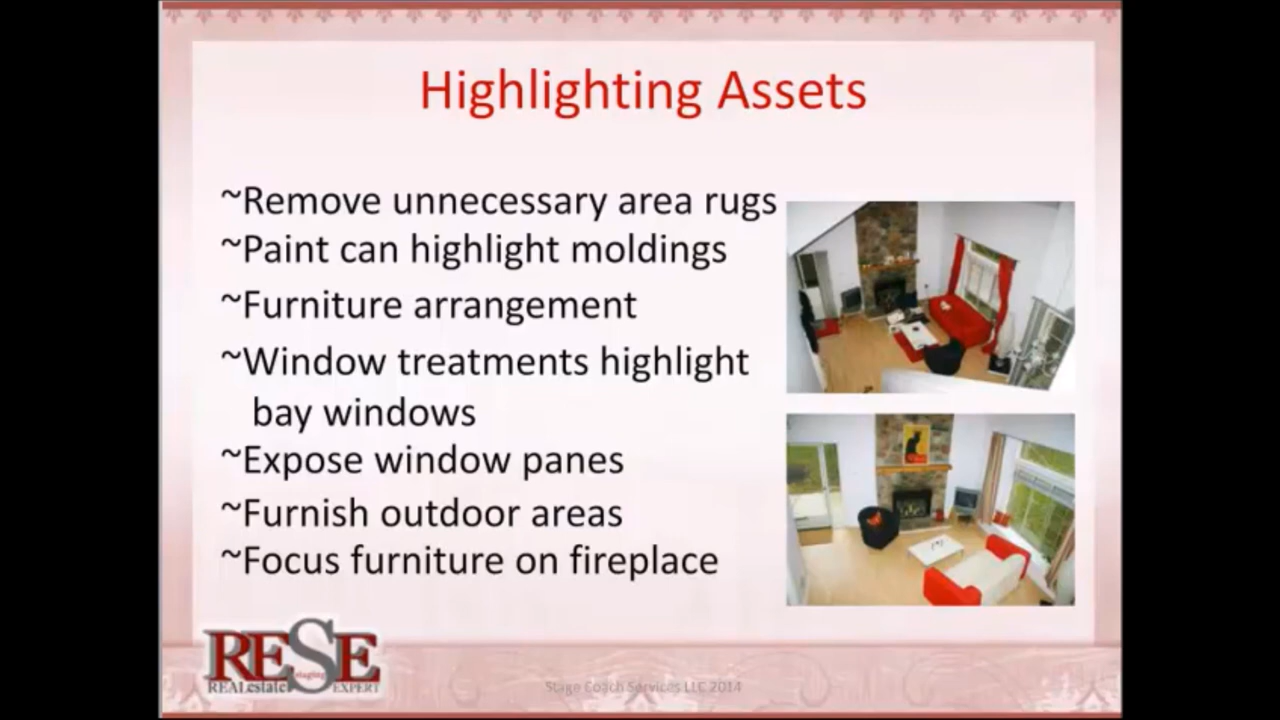 Highlighting Assets
~Remove unnecessary area rugs
~Paint can highlight moldings
~Furniture arrangement
~Window treatments highlight
bay windows
~Expose window panes
~Furnish outdoor areas
~Focus furniture on fireplace
RESE
REALestate staging EXPERT
Stage Coach Services LLC 2014